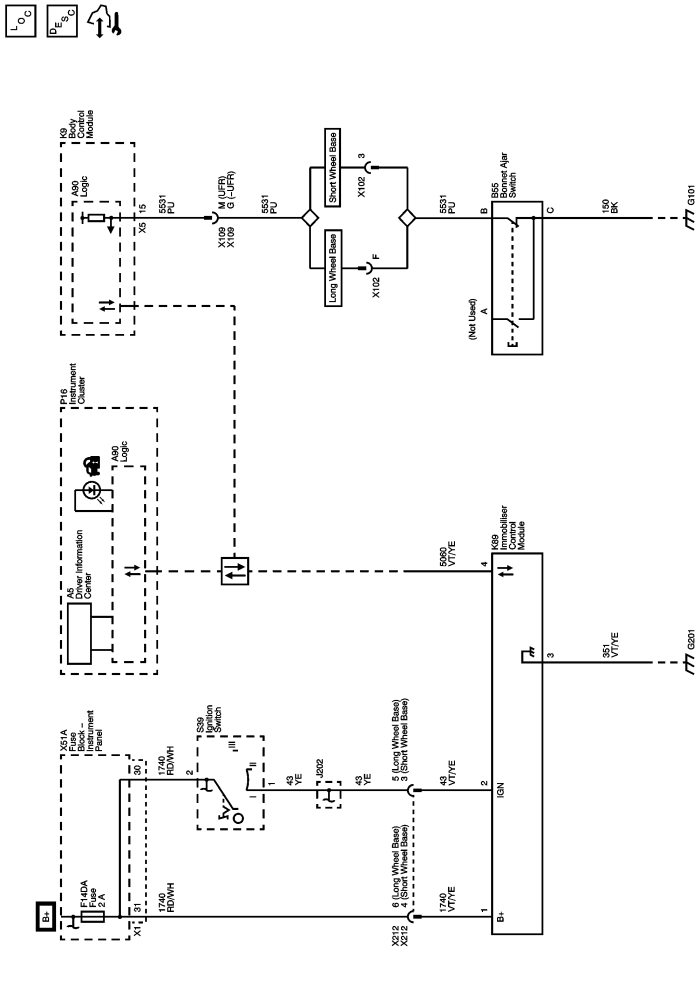 L O C
D E S C
B+
X51A
Fuse
Block –
Instrument
Panel
F14DA
Fuse
2 A
X1
31
30
1740
RD/WH
1740
RD/WH
S39
Ignition
Switch
2
I
II
III
1
43
YE
J202
43
YE
X212
X212
6 (Long Wheel Base)
4 (Short Wheel Base)
5 (Long Wheel Base)
3 (Short Wheel Base)
1740
VT/YE
43
VT/YE
1
B+
2
IGN
P16
Instrument
Cluster
A5
Driver Information
Center
A90
Logic
5060
VT/YE
4
K89
Immobiliser
Control
Module
3
351
VT/YE
G201
K9
Body
Control
Module
A90
Logic
X5
15
5531
PU
X109
X109
M (UFR)
G (–UFR)
5531
PU
Long Wheel Base
Short Wheel Base
X102
F
X102
3
5531
PU
(Not Used)
A
B
B55
Bonnet Ajar
Switch
C
150
BK
G101